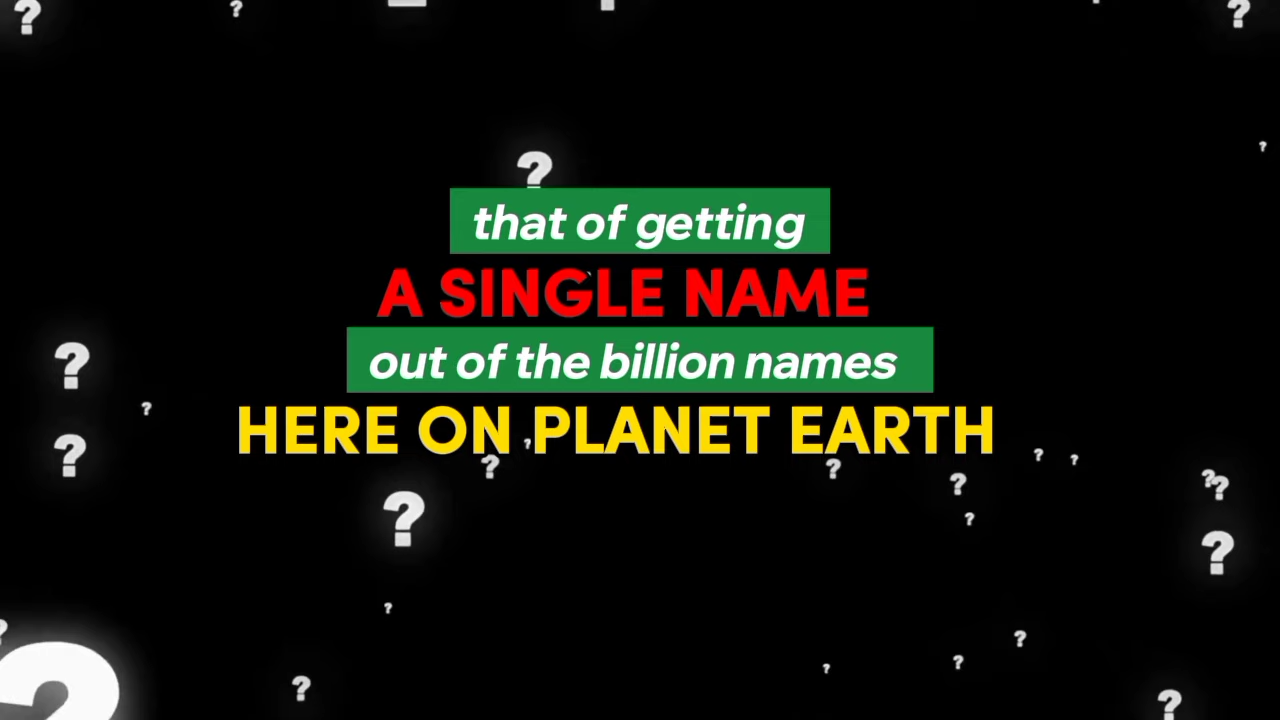 that of getting
A SINGLE NAME
out of the billion names
HERE ON PLANET EARTH